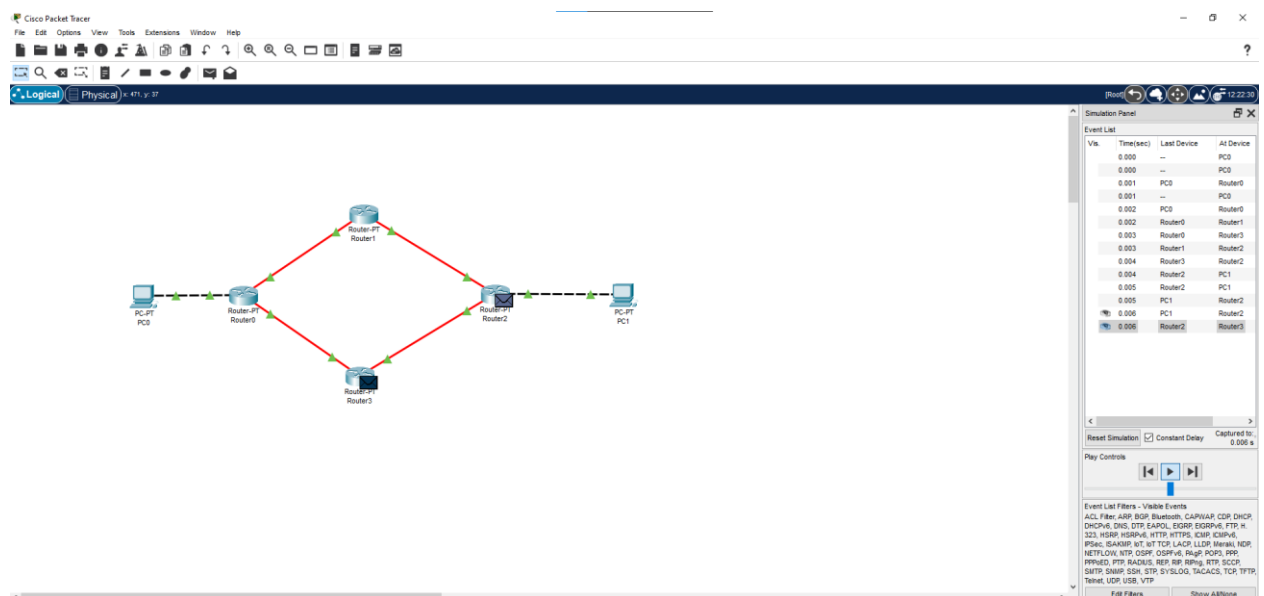 Cisco Packet Tracer
File Edit Options View Tools Extensions Window Help
?
Logical Physical x: 471, y: 37 [Root] 12:22:30
Simulation Panel
Event List
Vis. Time(sec) Last Device At Device
0.000 -- PC0
0.000 -- PC0
0.001 PC0 Router0
0.001 -- PC0
0.002 PC0 Router0
0.002 Router0 Router1
0.003 Router0 Router3
0.003 Router1 Router2
0.004 Router3 Router2
0.004 Router2 PC1
0.005 Router2 PC1
0.005 PC1 Router2
0.006 PC1 Router2
0.006 Router2 Router3
Router-PT
Router1
PC-PT
PC0
Router-PT
Router0
Router-PT
Router2
PC-PT
PC1
Router-PT
Router3
Reset Simulation Constant Delay Captured to:
0.006 s
Play Controls
Event List Filters - Visible Events
ACL Filter, ARP, BGP, Bluetooth, CAPWAP, CDP, DHCP,
DHCPv6, DNS, DTP, EAPOL, EIGRP, EIGRPv6, FTP, H.
323, HSRP, HSRPv6, HTTP, HTTPS, ICMP, ICMPv6,
IPSec, ISAKMP, IoT, IoT TCP, LACP, LLDP, Meraki, NDP,
NETFLOW, NTP, OSPF, OSPFv6, PAgP, POP3, PPP,
PPPoED, PTP, RADIUS, REP, RIP, RIPng, RTP, SCCP,
SMTP, SNMP, SSH, STP, SYSLOG, TACACS, TCP, TFTP,
Telnet, UDP, USB, VTP
Edit Filters Show All/None